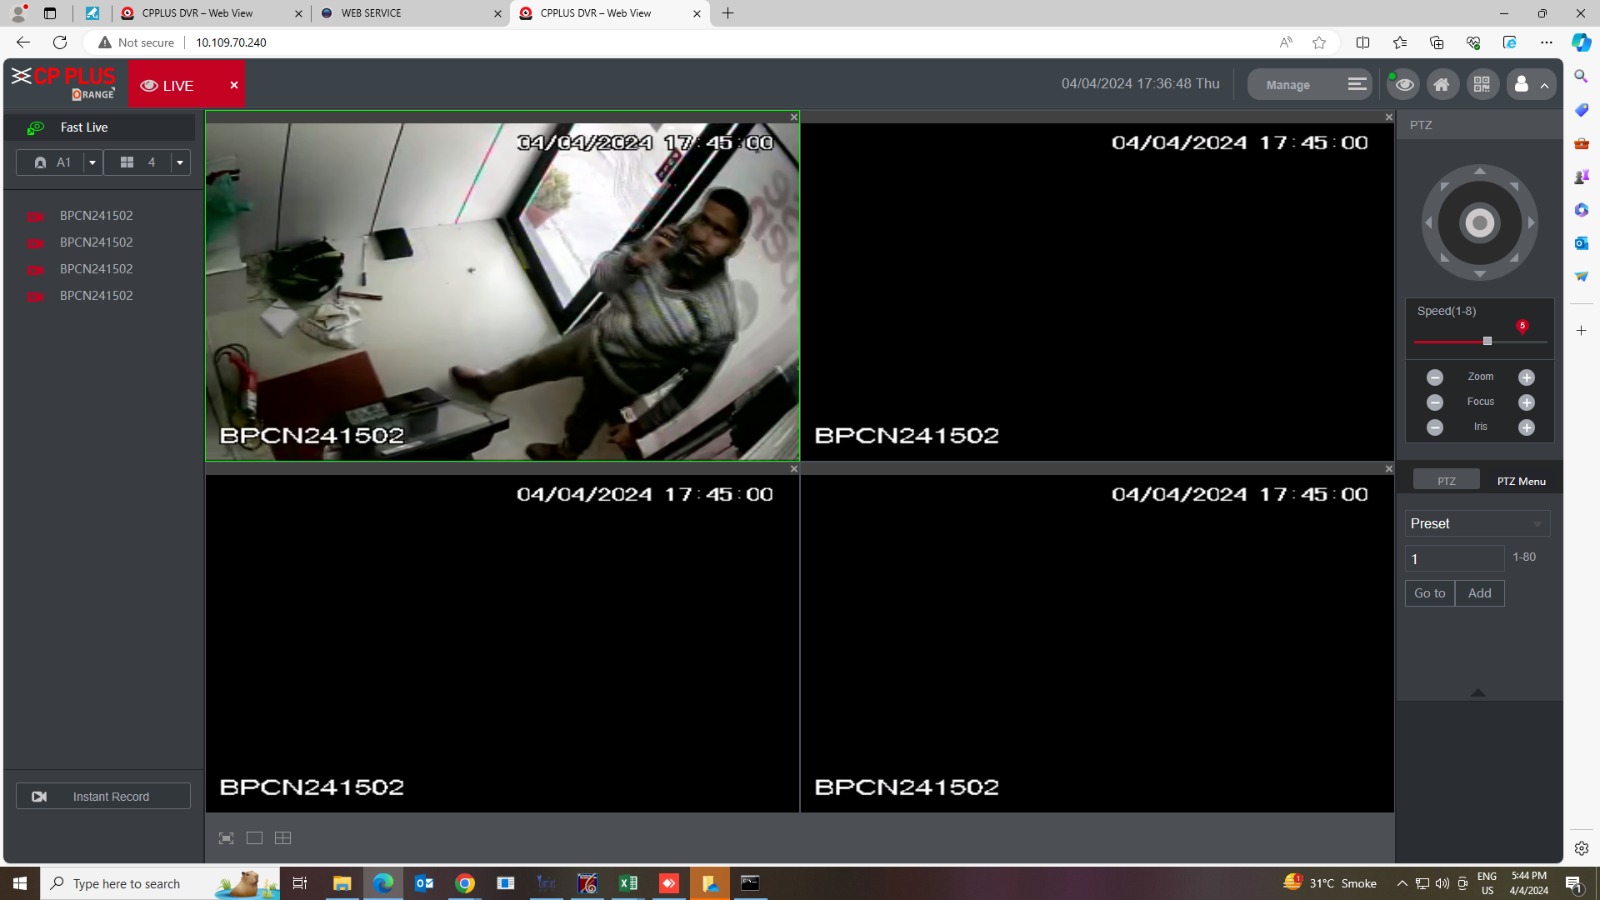 CPPLUS DVR – Web View
WEB SERVICE
CPPLUS DVR – Web View
Not secure
10.109.70.240
CP PLUS
ORANGE
LIVE
04/04/2024 17:36:48 Thu
Manage
Fast Live
A1
4
BPCN241502
BPCN241502
BPCN241502
BPCN241502
Instant Record
04/04/2024 17:45:00
BPCN241502
04/04/2024 17:45:00
BPCN241502
04/04/2024 17:45:00
BPCN241502
04/04/2024 17:45:00
BPCN241502
PTZ
Speed(1-8)
5
Zoom
Focus
Iris
PTZ
PTZ Menu
Preset
1
1-80
Go to
Add
Type here to search
31°C Smoke
ENG
US
5:44 PM
4/4/2024
1